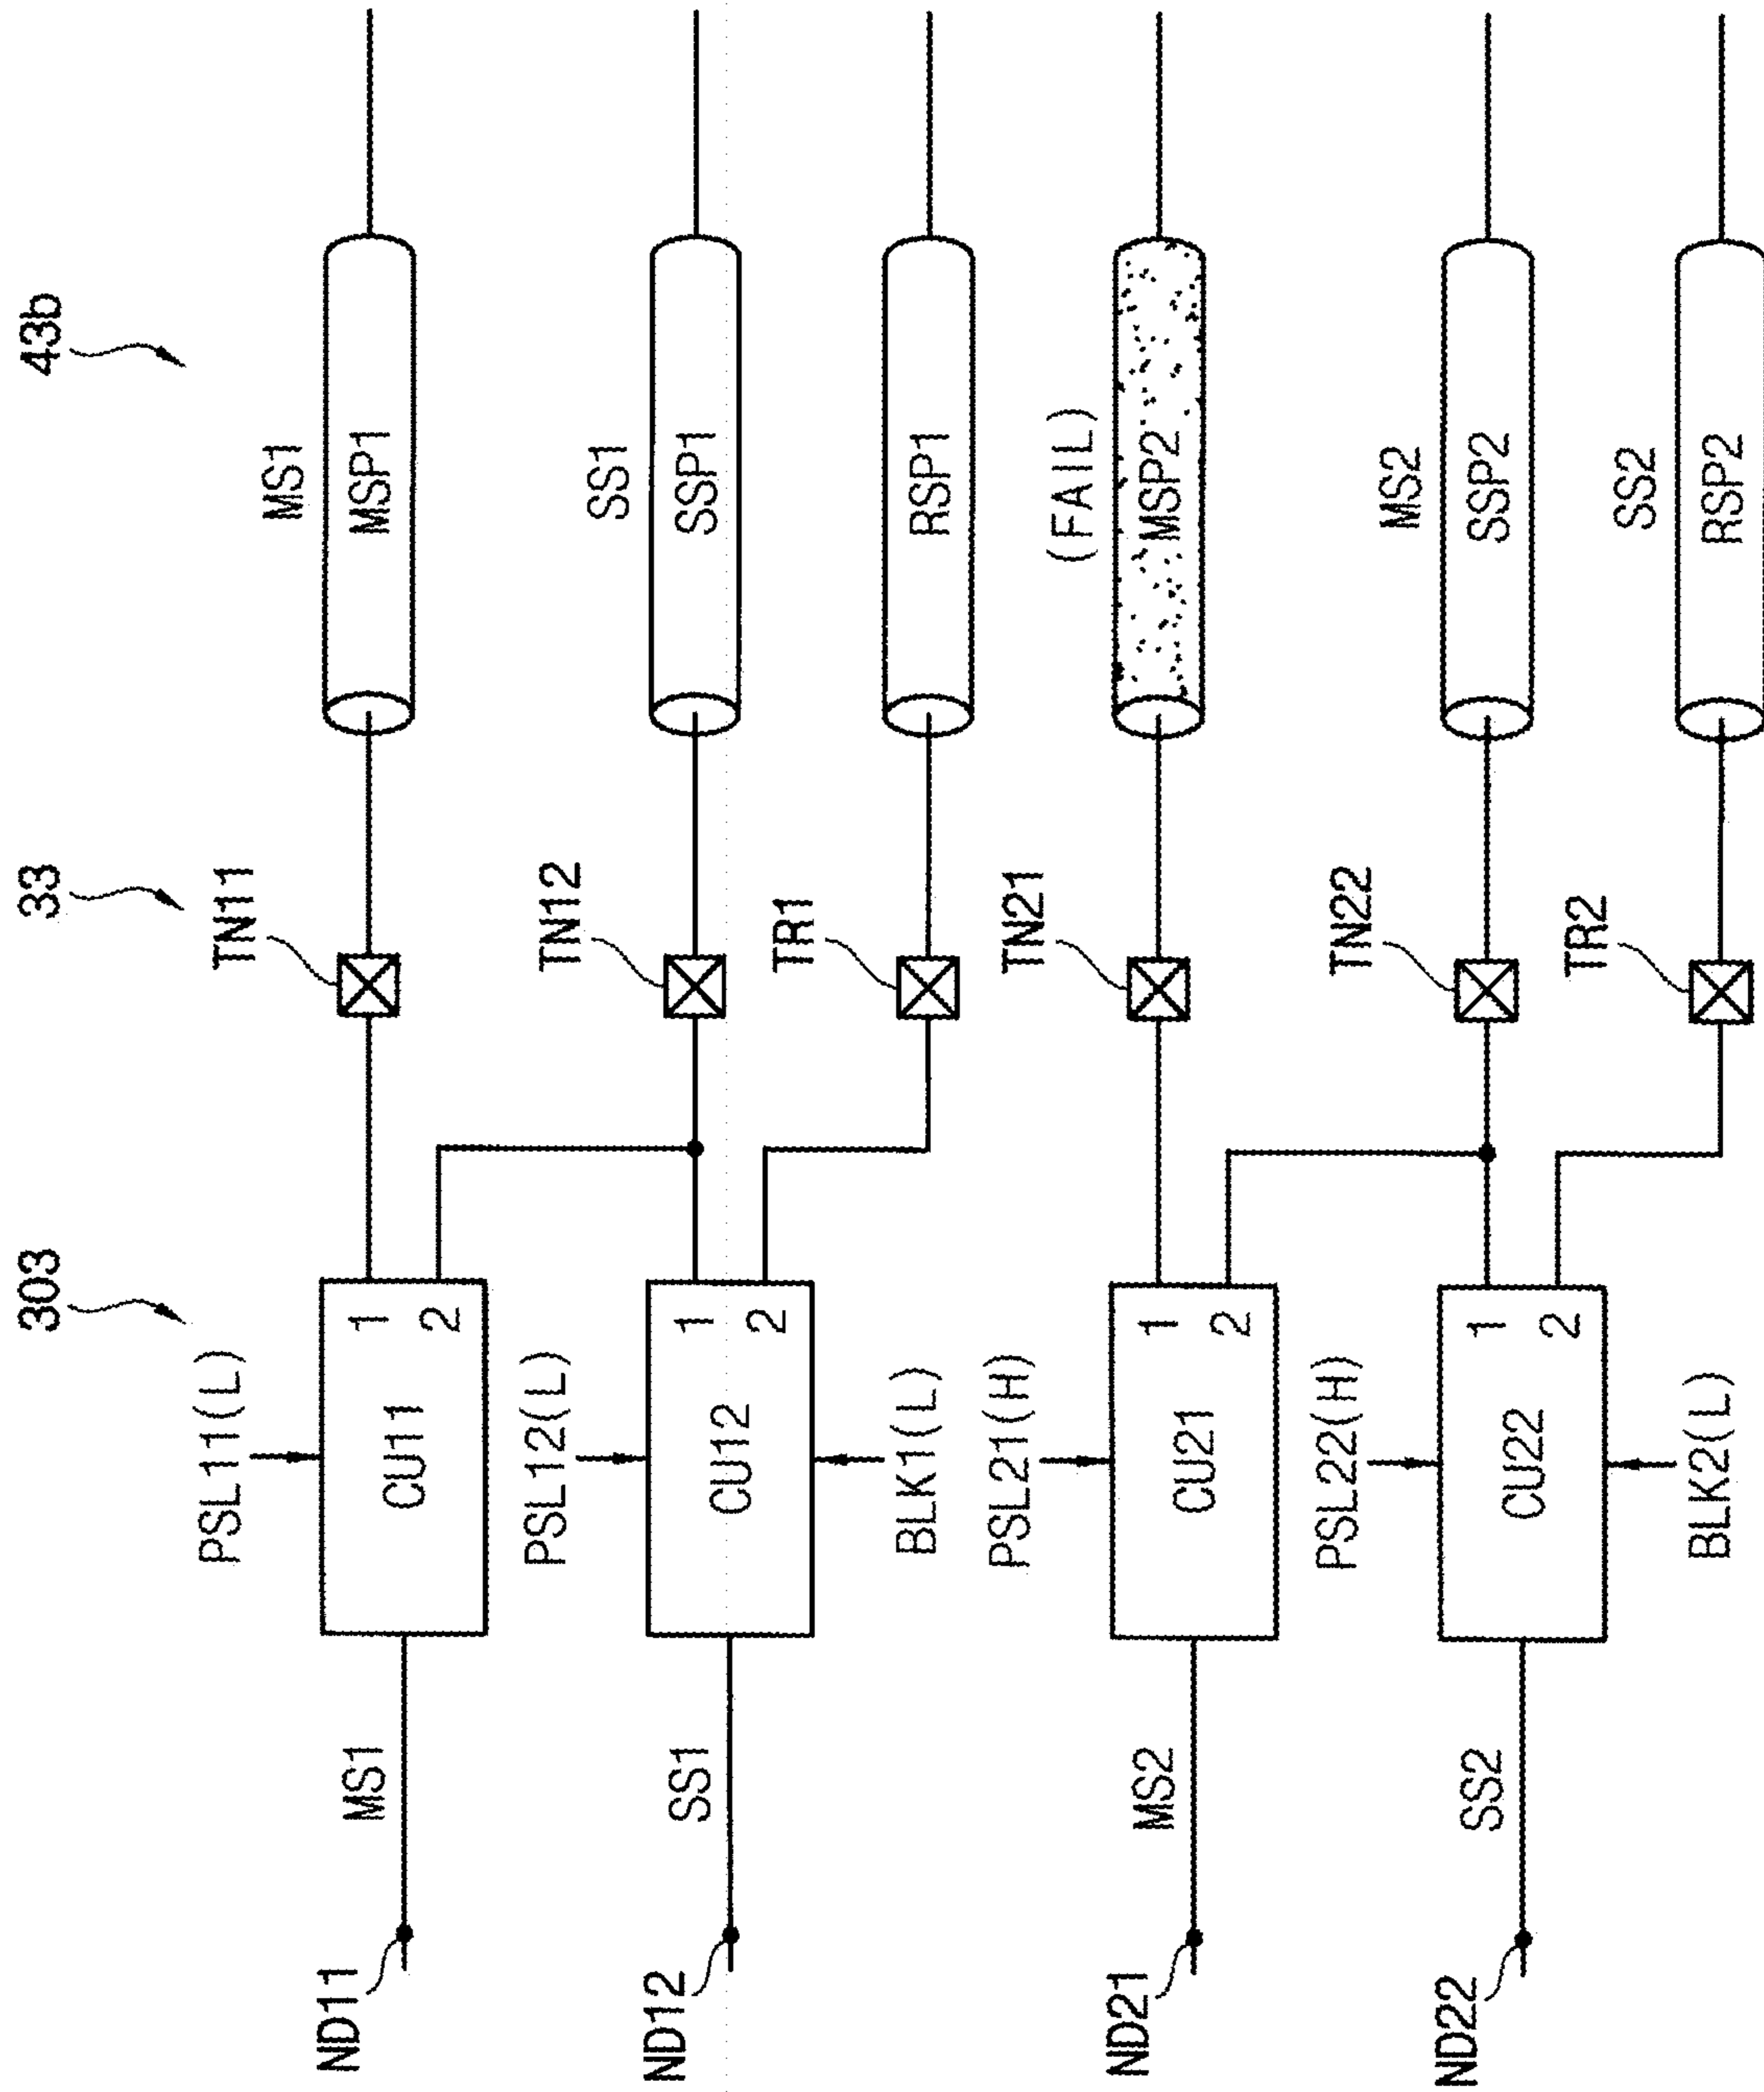 303
33
43b
PSL11(L)
TN11
MS1
ND11
MS1
CU11
1
2
MSP1
PSL12(L)
TN12
SS1
ND12
SS1
CU12
1
2
SSP1
BLK1(L)
TR1
RSP1
PSL21(H)
TN21
(FAIL)
ND21
MS2
CU21
1
2
MSP2
PSL22(H)
TN22
MS2
ND22
SS2
CU22
1
2
SSP2
BLK2(L)
TR2
SS2
RSP2